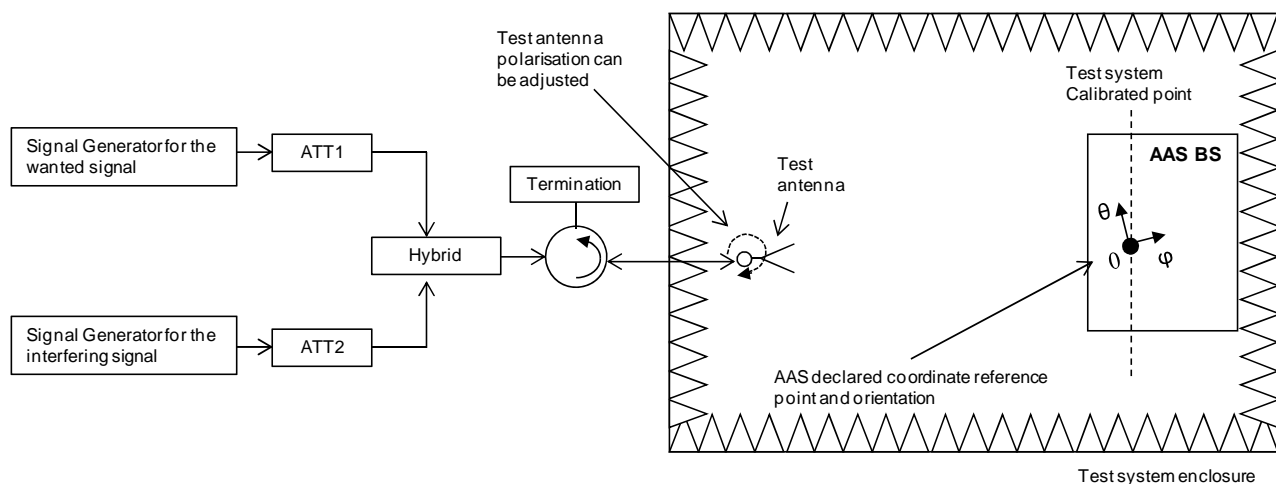 Signal Generator for the
wanted signal
ATT1
Signal Generator for the
interfering signal
ATT2
Hybrid
Termination
Test antenna
polarisation can
be adjusted
Test
antenna
Test system
Calibrated point
AAS BS
θ
0
φ
AAS declared coordinate reference
point and orientation
Test system enclosure